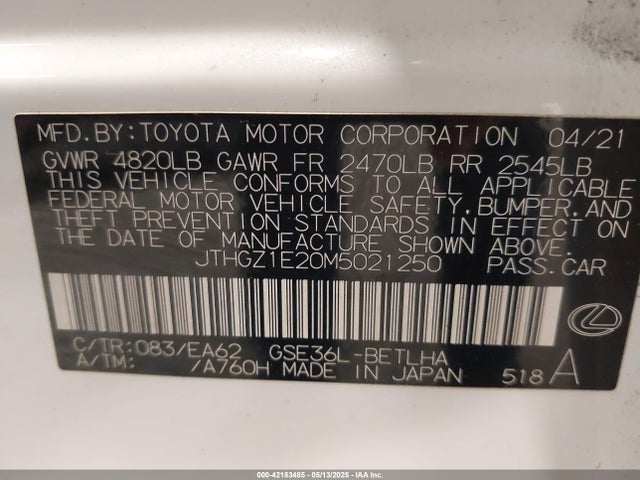 MFD.BY:TOYOTA MOTOR CORPORATION 04/21
GVWR 4820LB GAWR FR 2470LB RR 2545LB
THIS VEHICLE CONFORMS TO ALL APPLICABLE
FEDERAL MOTOR VEHICLE SAFETY,BUMPER,AND
THEFT PREVENTION STANDARDS IN EFFECT ON
THE DATE OF MANUFACTURE SHOWN ABOVE.
JTHGZ1E20M5021250 PASS.CAR
C/TR:083/EA62 GSE36L-BETLHA
A/TM: /A760H MADE IN JAPAN 518 A
000-42183485 - 05/13/2025 - IAA Inc.